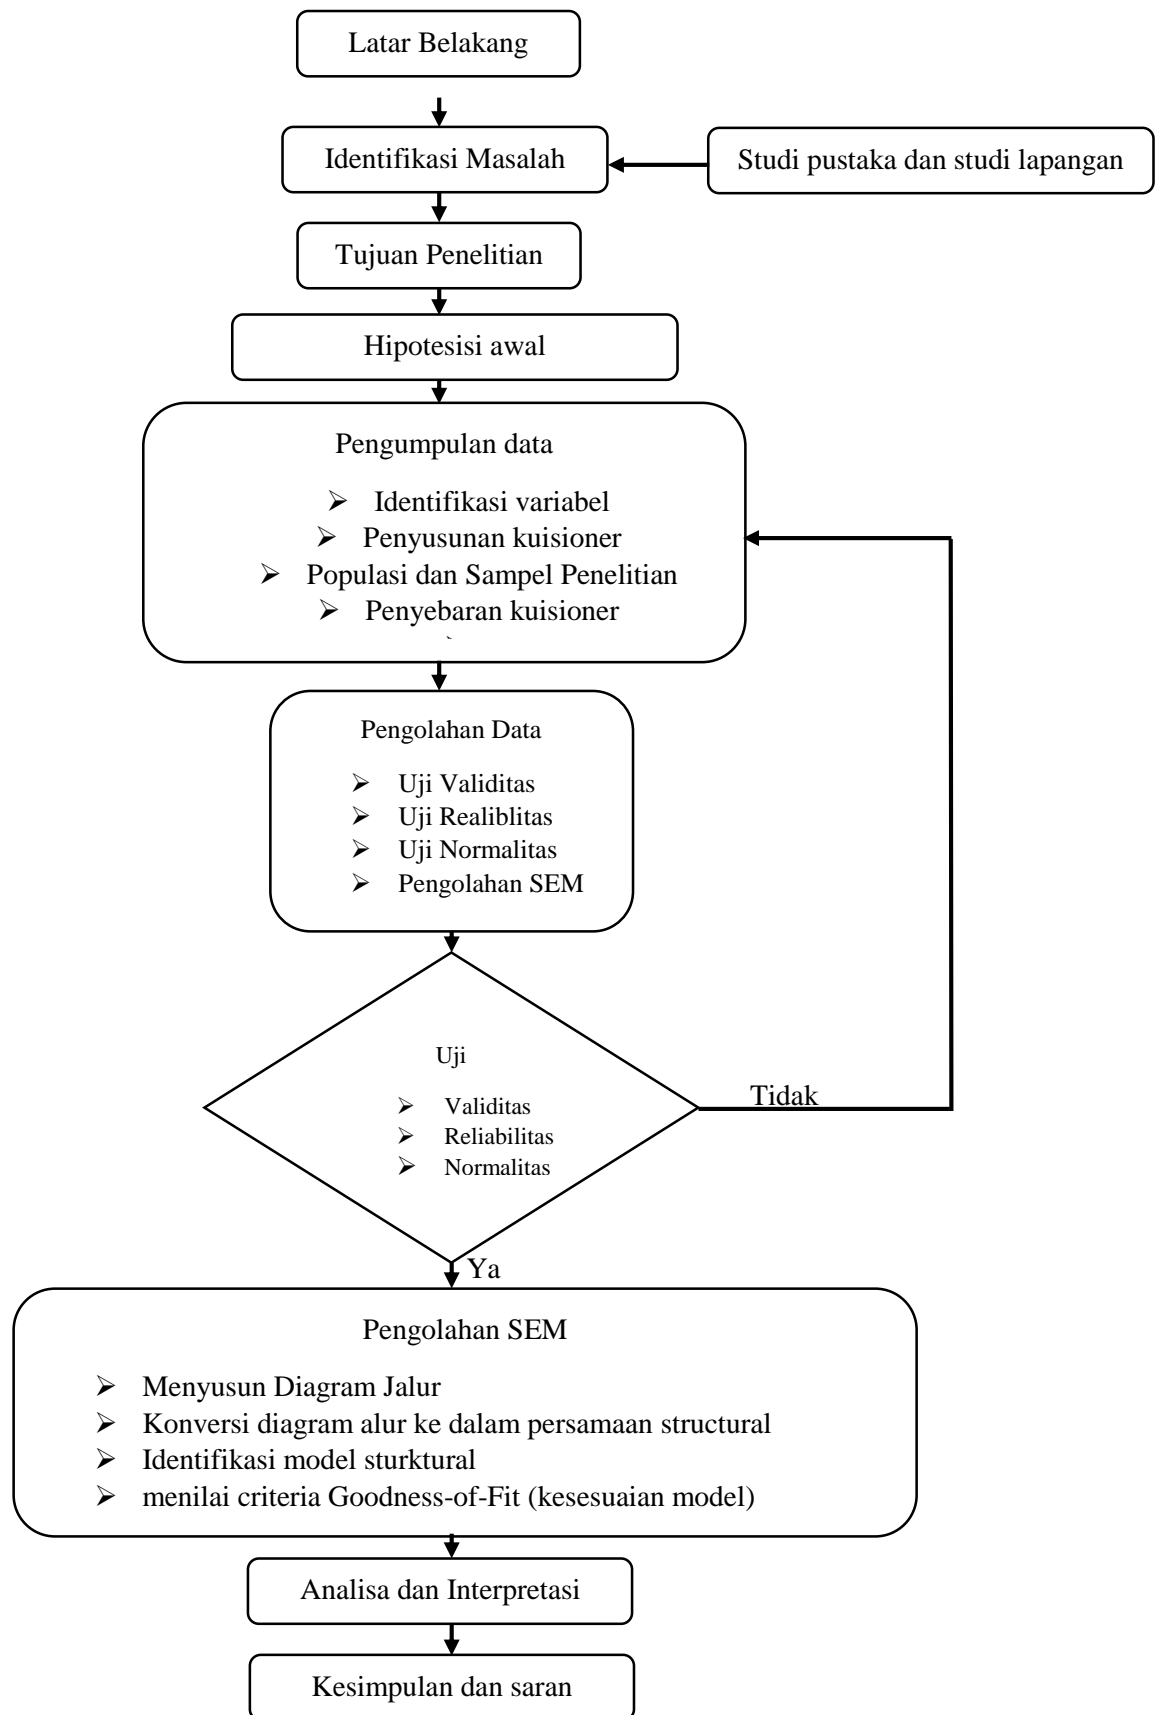 Latar Belakang
Identifikasi Masalah
Studi pustaka dan studi lapangan
Tujuan Penelitian
Hipotesisi awal
Pengumpulan data
➢ Identifikasi variabel
➢ Penyusunan kuisioner
➢ Populasi dan Sampel Penelitian
➢ Penyebaran kuisioner
Pengolahan Data
➢ Uji Validitas
➢ Uji Realiblitas
➢ Uji Normalitas
➢ Pengolahan SEM
Uji
➢ Validitas
➢ Reliabilitas
➢ Normalitas
Tidak
Ya
Pengolahan SEM
➢ Menyusun Diagram Jalur
➢ Konversi diagram alur ke dalam persamaan structural
➢ Identifikasi model sturktural
➢ menilai criteria Goodness-of-Fit (kesesuaian model)
Analisa dan Interpretasi
Kesimpulan dan saran